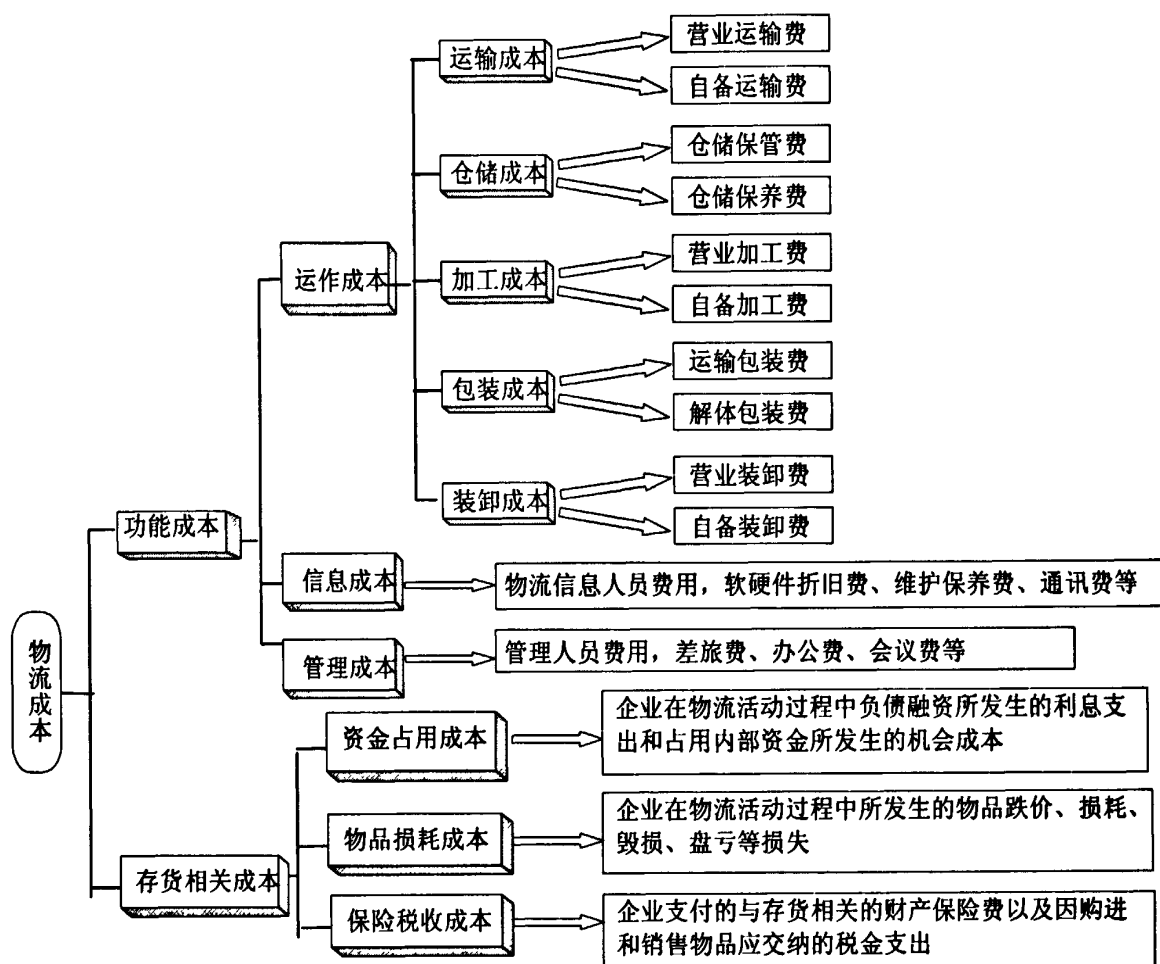 物流成本
功能成本
运作成本
运输成本
营业运输费
自备运输费
仓储成本
仓储保管费
仓储保养费
加工成本
营业加工费
自备加工费
包装成本
运输包装费
解体包装费
装卸成本
营业装卸费
自备装卸费
信息成本
物流信息人员费用，软硬件折旧费、维护保养费、通讯费等
管理成本
管理人员费用，差旅费、办公费、会议费等
存货相关成本
资金占用成本
企业在物流活动过程中负债融资所发生的利息支
出和占用内部资金所发生的机会成本
物品损耗成本
企业在物流活动过程中所发生的物品跌价、损耗、
毁损、盘亏等损失
保险税收成本
企业支付的与存货相关的财产保险费以及因购进
和销售物品应交纳的税金支出